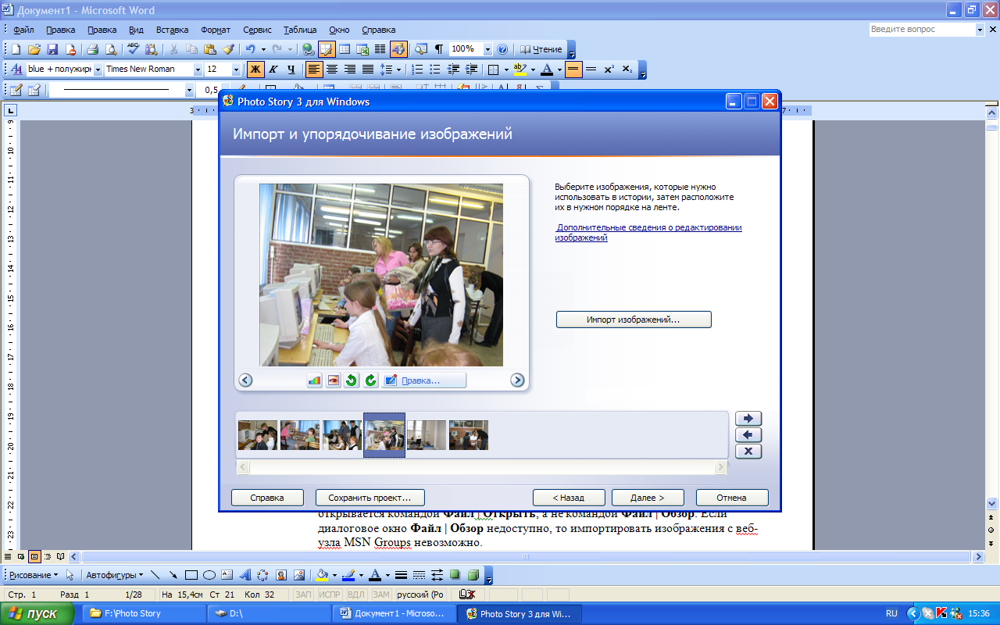 Документ1 - Microsoft Word
Файл Правка Правка Вид Вставка Формат Сервис Таблица Окно Справка Введите вопрос
100% Чтение
blue + полужирн Times New Roman 12 Ж К Ч
0,5
Photo Story 3 для Windows
Импорт и упорядочивание изображений
Выберите изображения, которые нужно
использовать в истории, затем расположите
их в нужном порядке на ленте.
Дополнительные сведения о редактировании
изображений
Импорт изображений...
Правка...
Справка Сохранить проект... < Назад Далее > Отмена
открывается командой Файл | Открыть, а не командой Файл | Обзор. Если
диалоговое окно Файл | Обзор недоступно, то импортировать изображения с веб-
узла MSN Groups невозможно.
Рисование Автофигуры
Стр. 1 Разд 1 1/28 На 15,4см Ст 21 Кол 32 ЗАП ИСПР ВДЛ ЗАМ русский (Ро
пуск F:\Photo Story D:\ Документ1 - Microso... Photo Story 3 для Wi... RU 15:36